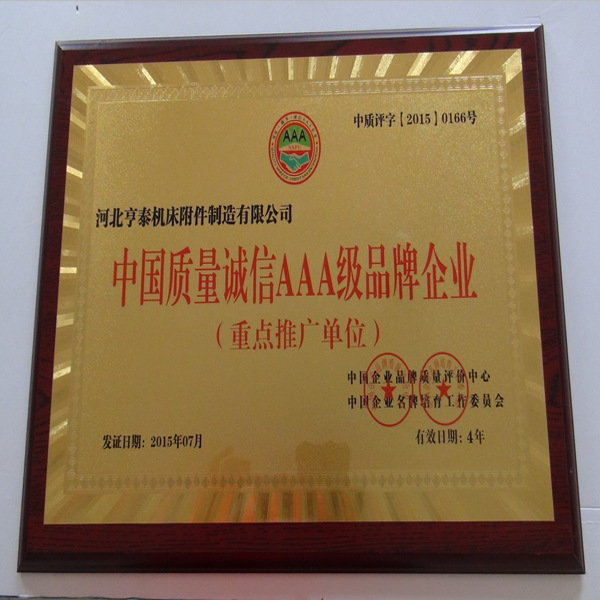 AAA
中质评字【2015】0166号
河北亨泰机床附件制造有限公司
中国质量诚信AAA级品牌企业
（重点推广单位）
中国企业品牌质量评价中心
中国企业名牌培育工作委员会
发证日期: 2015年07月
有效日期: 4年